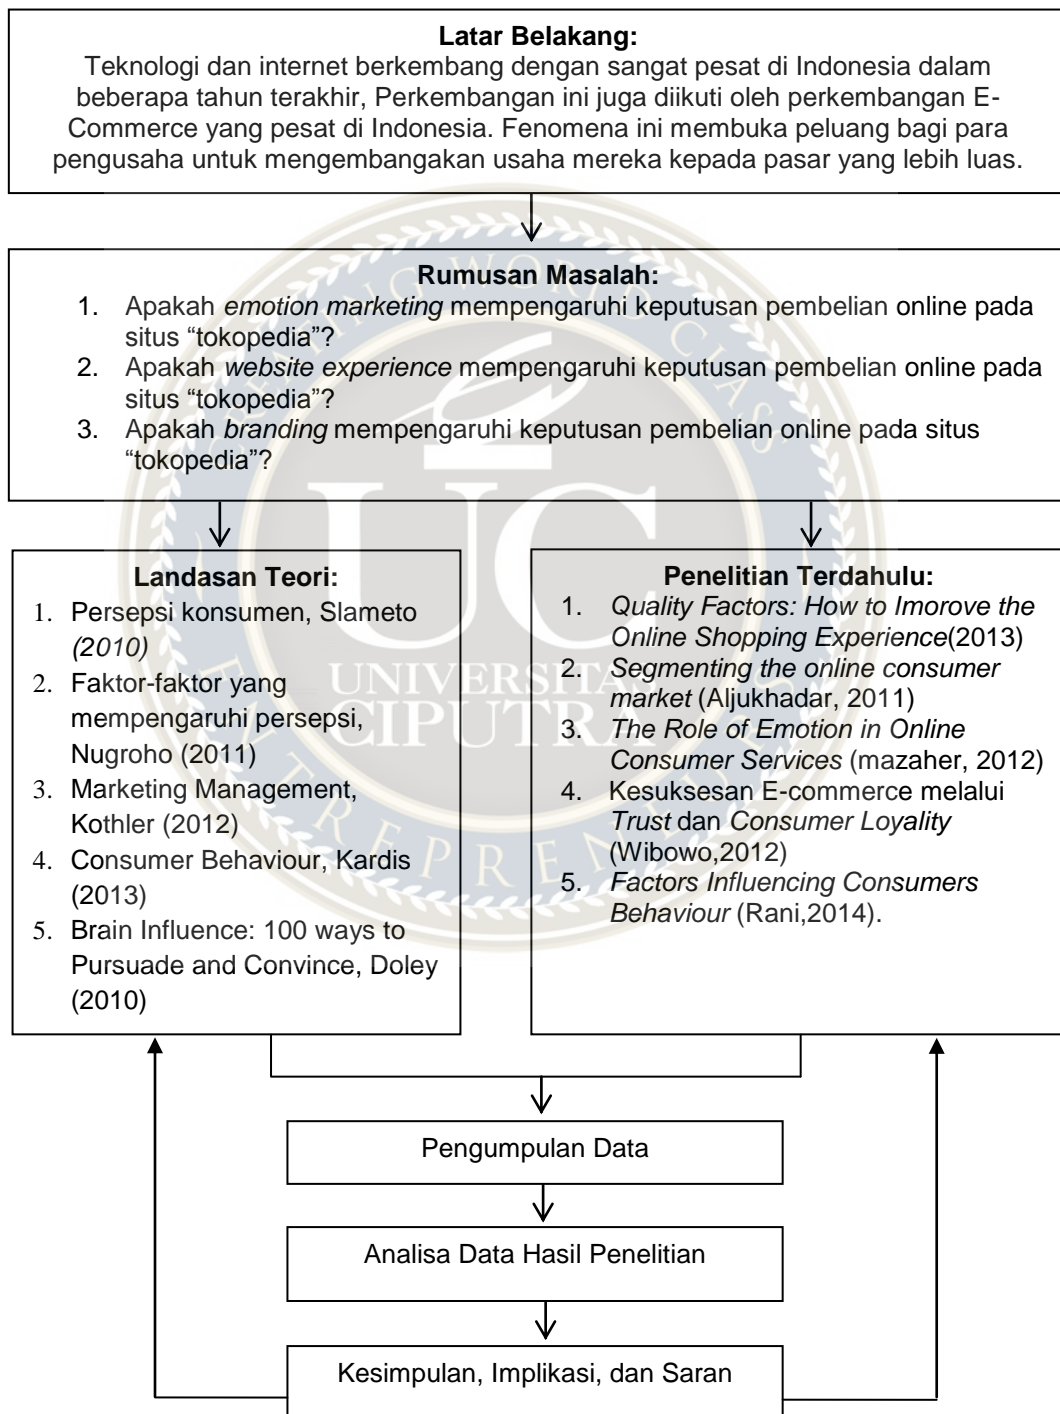 Latar Belakang:
Teknologi dan internet berkembang dengan sangat pesat di Indonesia dalam
beberapa tahun terakhir, Perkembangan ini juga diikuti oleh perkembangan E-
Commerce yang pesat di Indonesia. Fenomena ini membuka peluang bagi para
pengusaha untuk mengembangakan usaha mereka kepada pasar yang lebih luas.
Rumusan Masalah:
1. Apakah emotion marketing mempengaruhi keputusan pembelian online pada
situs “tokopedia”?
2. Apakah website experience mempengaruhi keputusan pembelian online pada
situs “tokopedia”?
3. Apakah branding mempengaruhi keputusan pembelian online pada situs
“tokopedia”?
Landasan Teori:
1. Persepsi konsumen, Slameto
(2010)
2. Faktor-faktor yang
mempengaruhi persepsi,
Nugroho (2011)
3. Marketing Management,
Kothler (2012)
4. Consumer Behaviour, Kardis
(2013)
5. Brain Influence: 100 ways to
Pursuade and Convince, Doley
(2010)
Penelitian Terdahulu:
1. Quality Factors: How to Imorove the
Online Shopping Experience(2013)
2. Segmenting the online consumer
market (Aljukhadar, 2011)
3. The Role of Emotion in Online
Consumer Services (mazaher, 2012)
4. Kesuksesan E-commerce melalui
Trust dan Consumer Loyality
(Wibowo,2012)
5. Factors Influencing Consumers
Behaviour (Rani,2014).
Pengumpulan Data
Analisa Data Hasil Penelitian
Kesimpulan, Implikasi, dan Saran
CREATING WORLD CLASS
UC
UNIVERSITAS
CIPUTRA
ENTREPRENEURS